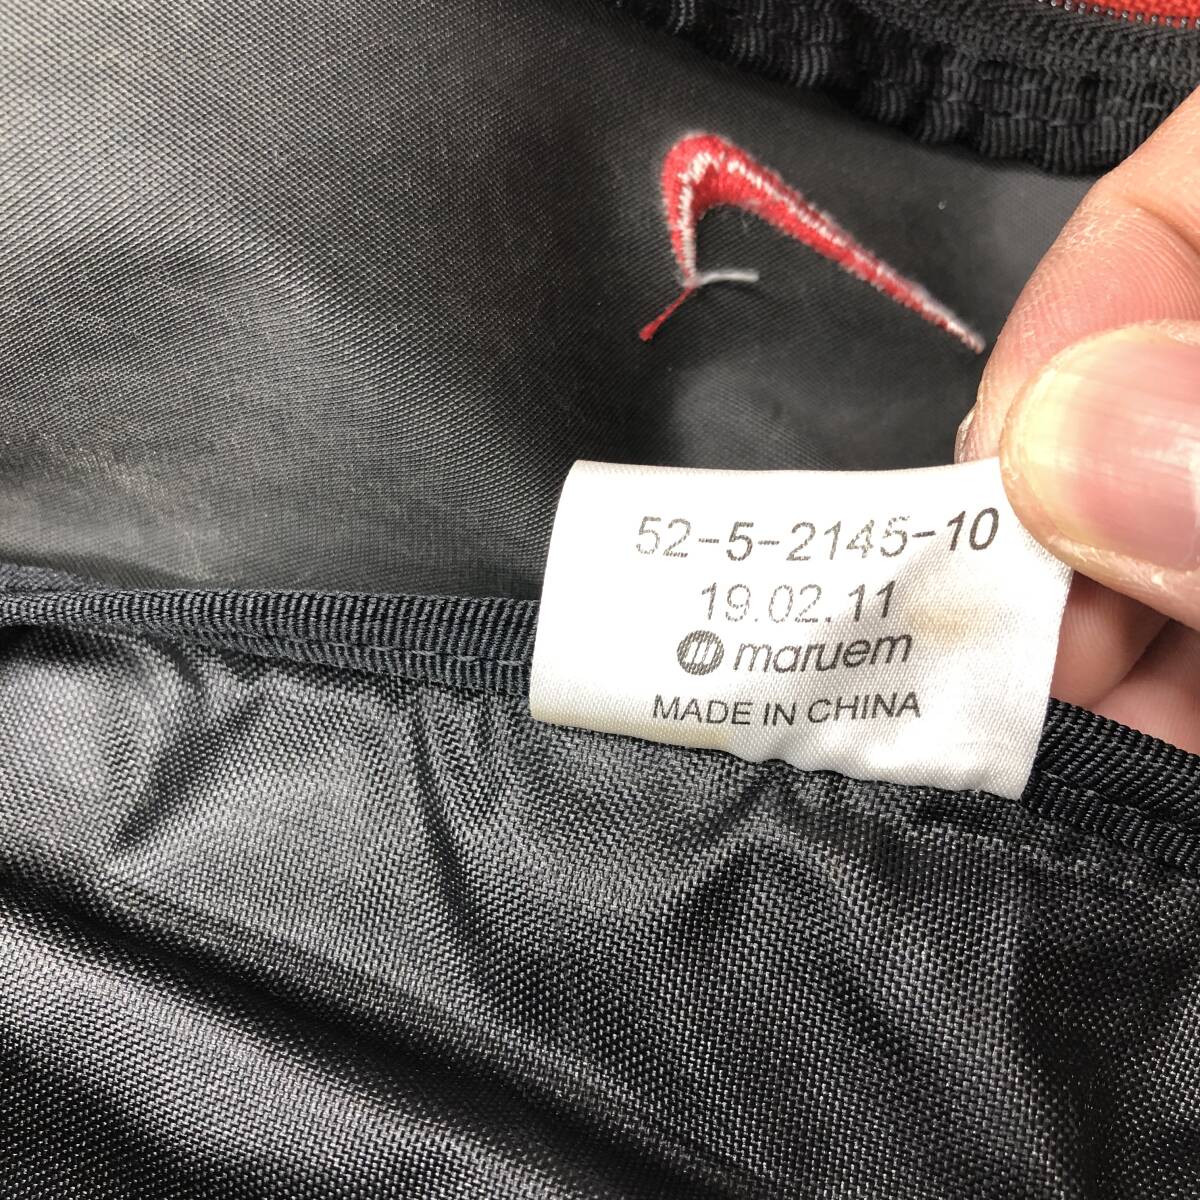 52-5-2145-10
19.02.11
maruem
MADE IN CHINA